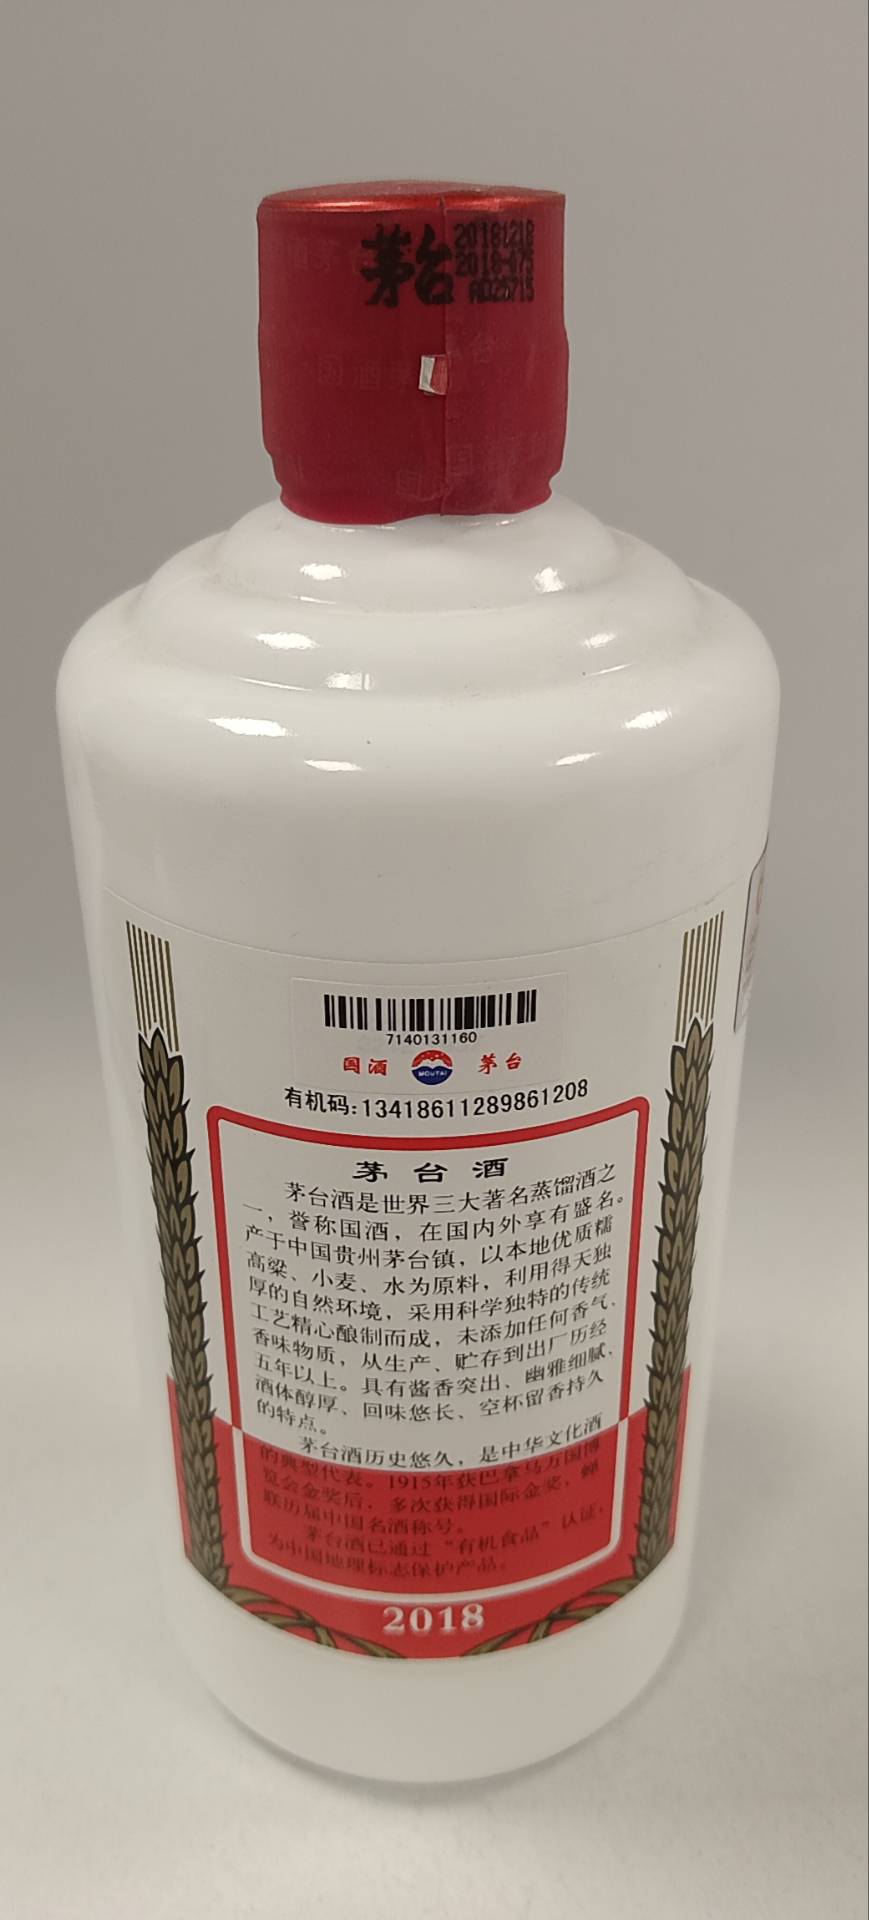 茅台
20181218
2018-075
7140131160
国酒
MOUTAI
茅台
有机码:13418611289861208
茅台酒
茅台酒是世界三大著名蒸馏酒之
一，誉称国酒，在国内外享有盛名。
产于中国贵州茅台镇，以本地优质糯
高粱、小麦、水为原料，利用得天独
厚的自然环境，采用科学独特的传统
工艺精心酿制而成，未添加任何香气、
香味物质，从生产、贮存到出厂历经
五年以上。具有酱香突出、幽雅细腻、
酒体醇厚、回味悠长、空杯留香持久
的特点。
茅台酒历史悠久，是中华文化酒
的典型代表。1915年获巴拿马万国博
览会金奖后，多次获得国际金奖，蝉
联历届中国名酒称号。
茅台酒已通过“有机食品”认证，
为中国地理标志保护产品。
2018